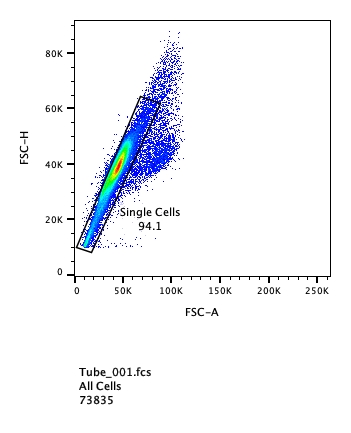 80K
60K
40K
20K
0
FSC-H
Single Cells
94.1
0 50K 100K 150K 200K 250K
FSC-A
Tube_001.fcs
All Cells
73835